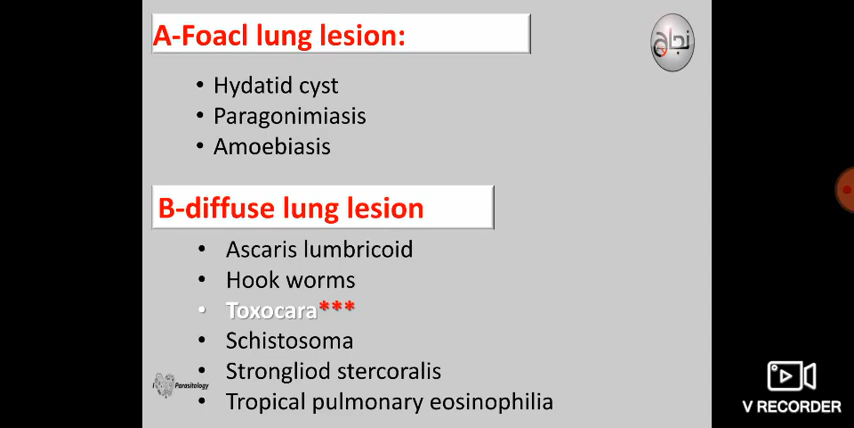 A-Foacl lung lesion:
نجاح
• Hydatid cyst
• Paragonimiasis
• Amoebiasis
B-diffuse lung lesion
• Ascaris lumbricoid
• Hook worms
• Toxocara***
• Schistosoma
• Strongliod stercoralis
• Tropical pulmonary eosinophilia
Parasitology
V RECORDER